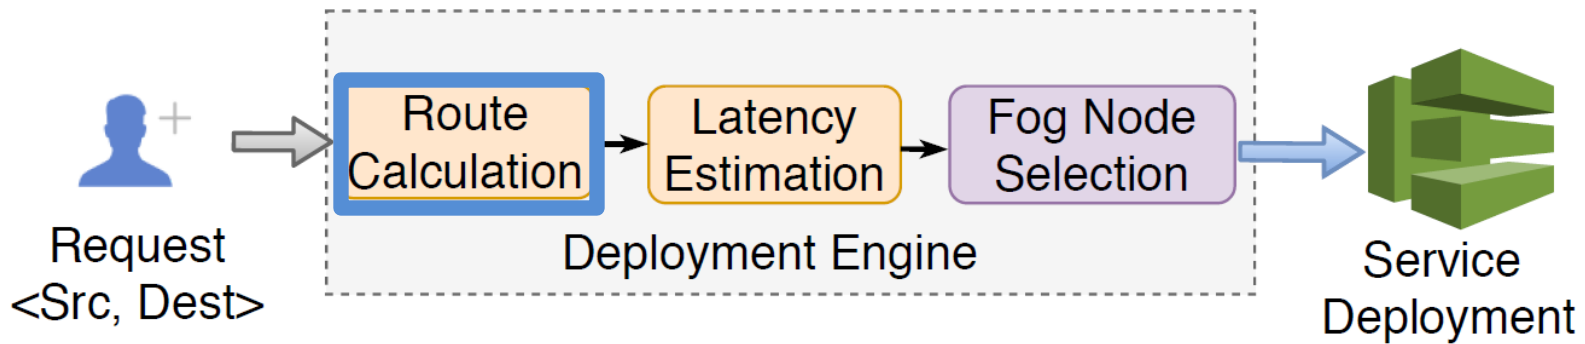 Request
<Src, Dest>
Route
Calculation
Latency
Estimation
Fog Node
Selection
Deployment Engine
Service
Deployment